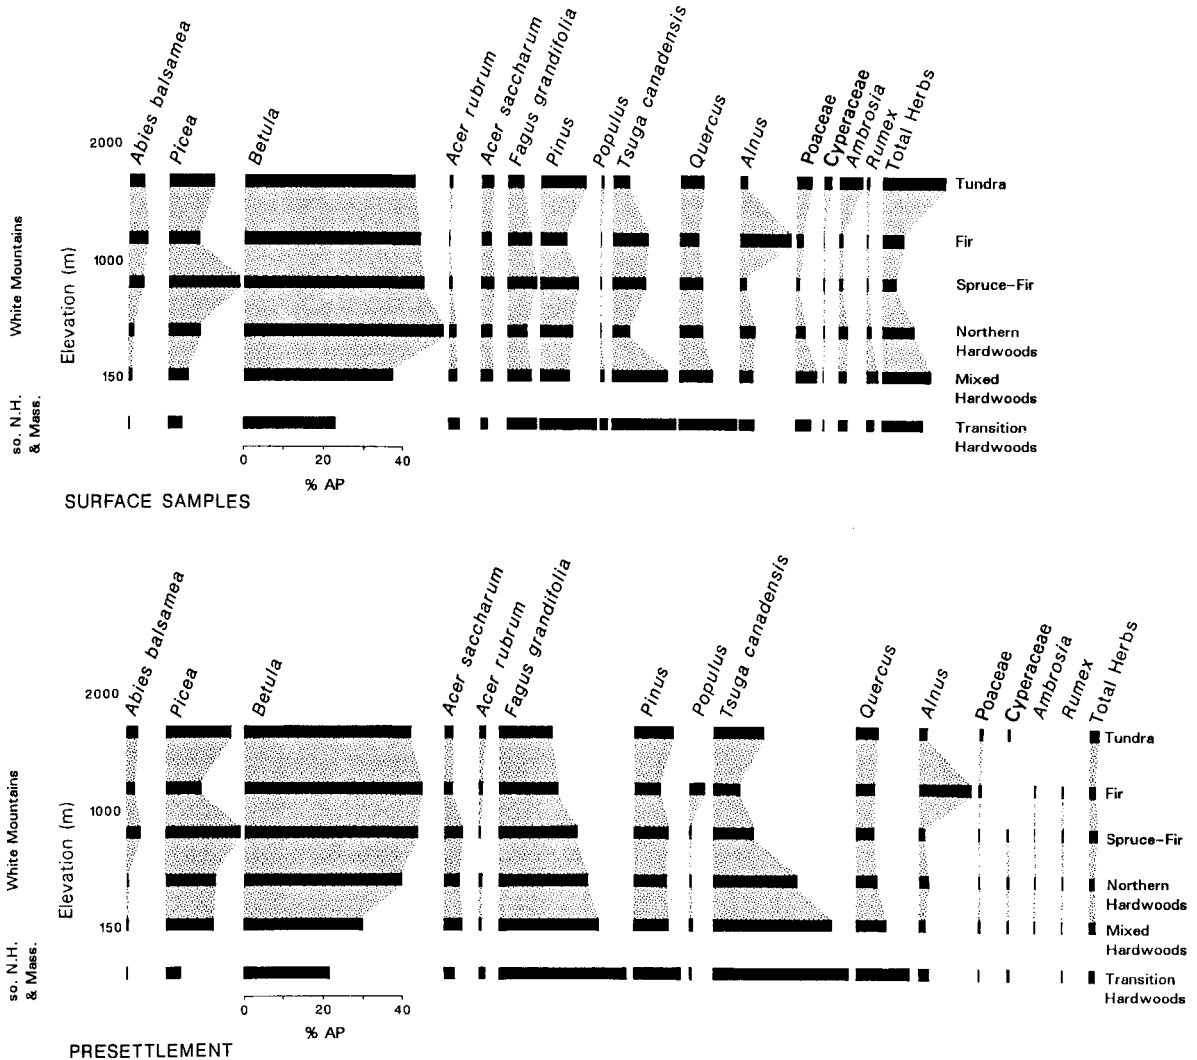 Abies balsamea
Picea
Betula
Acer rubrum
Acer saccharum
Fagus grandifolia
Pinus
Populus
Tsuga canadensis
Quercus
Alnus
Poaceae
Cyperaceae
Ambrosia
Rumex
Total Herbs
2000
1000
150
Elevation (m)
White Mountains
so. N.H.
& Mass.
Tundra
Fir
Spruce-Fir
Northern
Hardwoods
Mixed
Hardwoods
Transition
Hardwoods
0 20 40
% AP
SURFACE SAMPLES
Abies balsamea
Picea
Betula
Acer saccharum
Acer rubrum
Fagus grandifolia
Pinus
Populus
Tsuga canadensis
Quercus
Alnus
Poaceae
Cyperaceae
Ambrosia
Rumex
Total Herbs
2000
1000
150
Elevation (m)
White Mountains
so. N.H.
& Mass.
Tundra
Fir
Spruce-Fir
Northern
Hardwoods
Mixed
Hardwoods
Transition
Hardwoods
0 20 40
% AP
PRESETTLEMENT